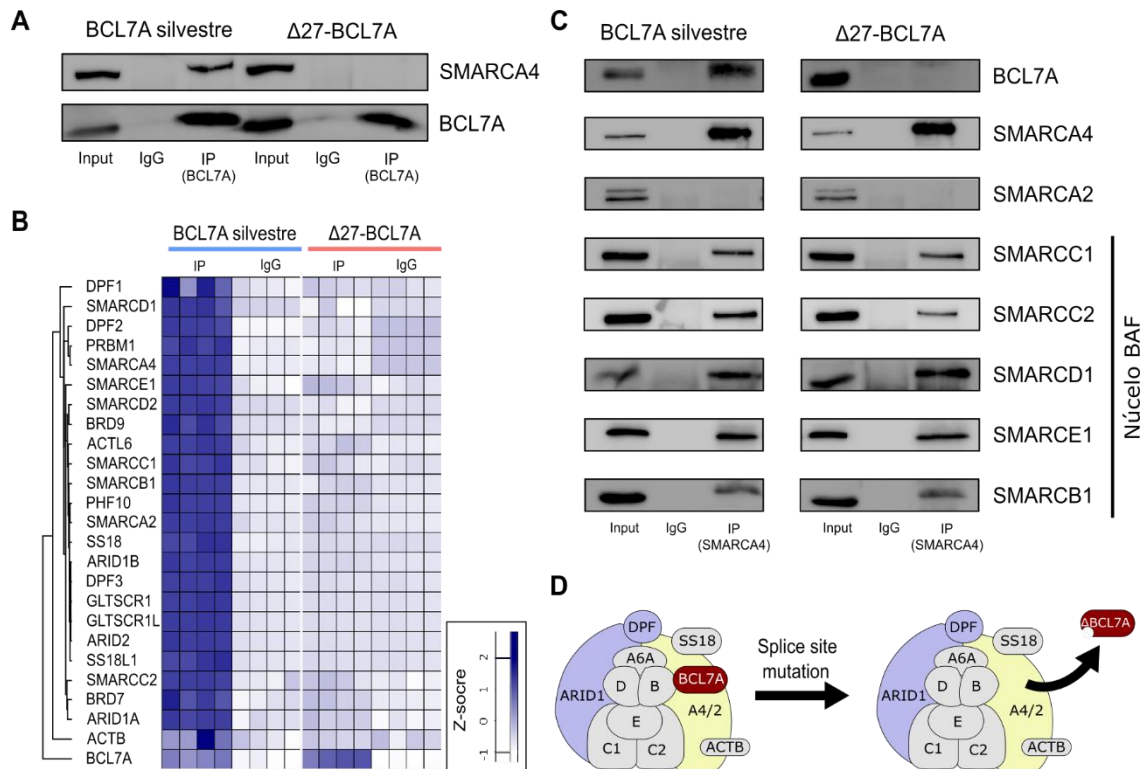 A
BCL7A silvestre Δ27-BCL7A
SMARCA4
BCL7A
Input IgG IP Input IgG IP
(BCL7A) (BCL7A)
B
BCL7A silvestre Δ27-BCL7A
IP IgG IP IgG
DPF1
SMARCD1
DPF2
PRBM1
SMARCA4
SMARCE1
SMARCD2
BRD9
ACTL6
SMARCC1
SMARCB1
PHF10
SMARCA2
SS18
ARID1B
DPF3
GLTSCR1
GLTSCR1L
ARID2
SS18L1
SMARCC2
BRD7
ARID1A
ACTB
BCL7A
Z-socre
2
1
0
-1
C
BCL7A silvestre Δ27-BCL7A
BCL7A
SMARCA4
SMARCA2
SMARCC1
SMARCC2
SMARCD1
SMARCE1
SMARCB1
Núcelo BAF
Input IgG IP Input IgG IP
(SMARCA4) (SMARCA4)
D
DPF
SS18
A6A
BCL7A
D B
ARID1
A4/2
E
C1 C2
ACTB
Splice site
mutation
DPF
SS18
ΔBCL7A
A6A
D B
ARID1
A4/2
E
C1 C2
ACTB